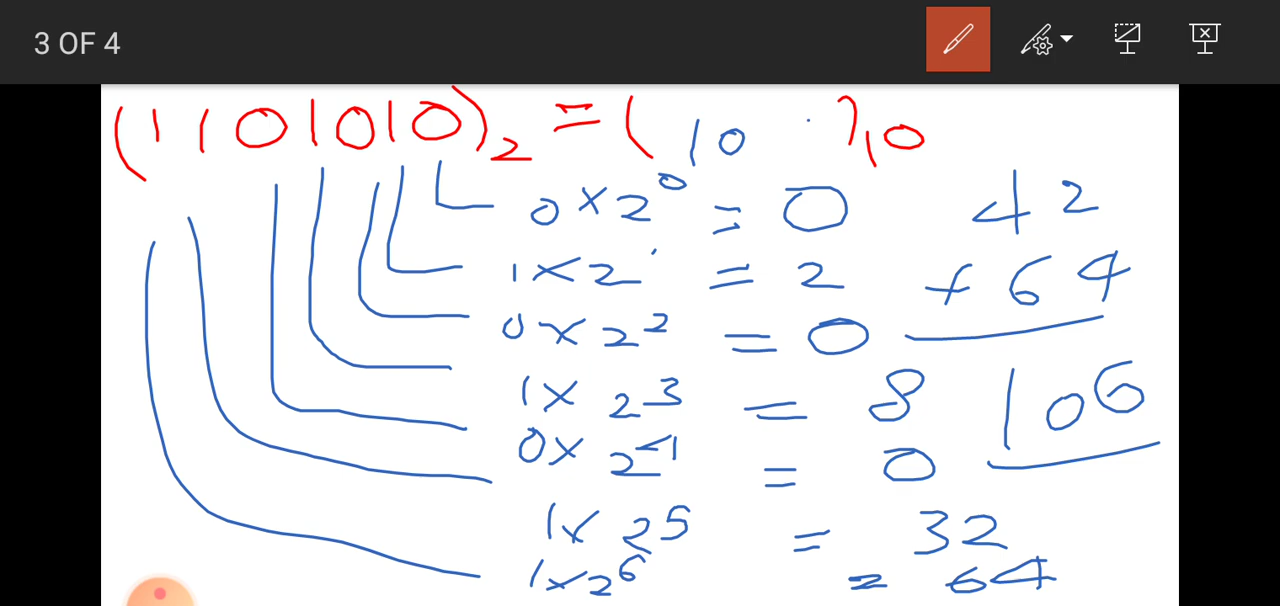 3 OF 4
(1101010)₂ = ( 10 )₁₀
0 × 2⁰ = 0
1 × 2¹ = 2
0 × 2² = 0
1 × 2³ = 8
0 × 2⁴ = 0
1 × 2⁵ = 32
1 × 2⁶ = 64
42
+ 64
106